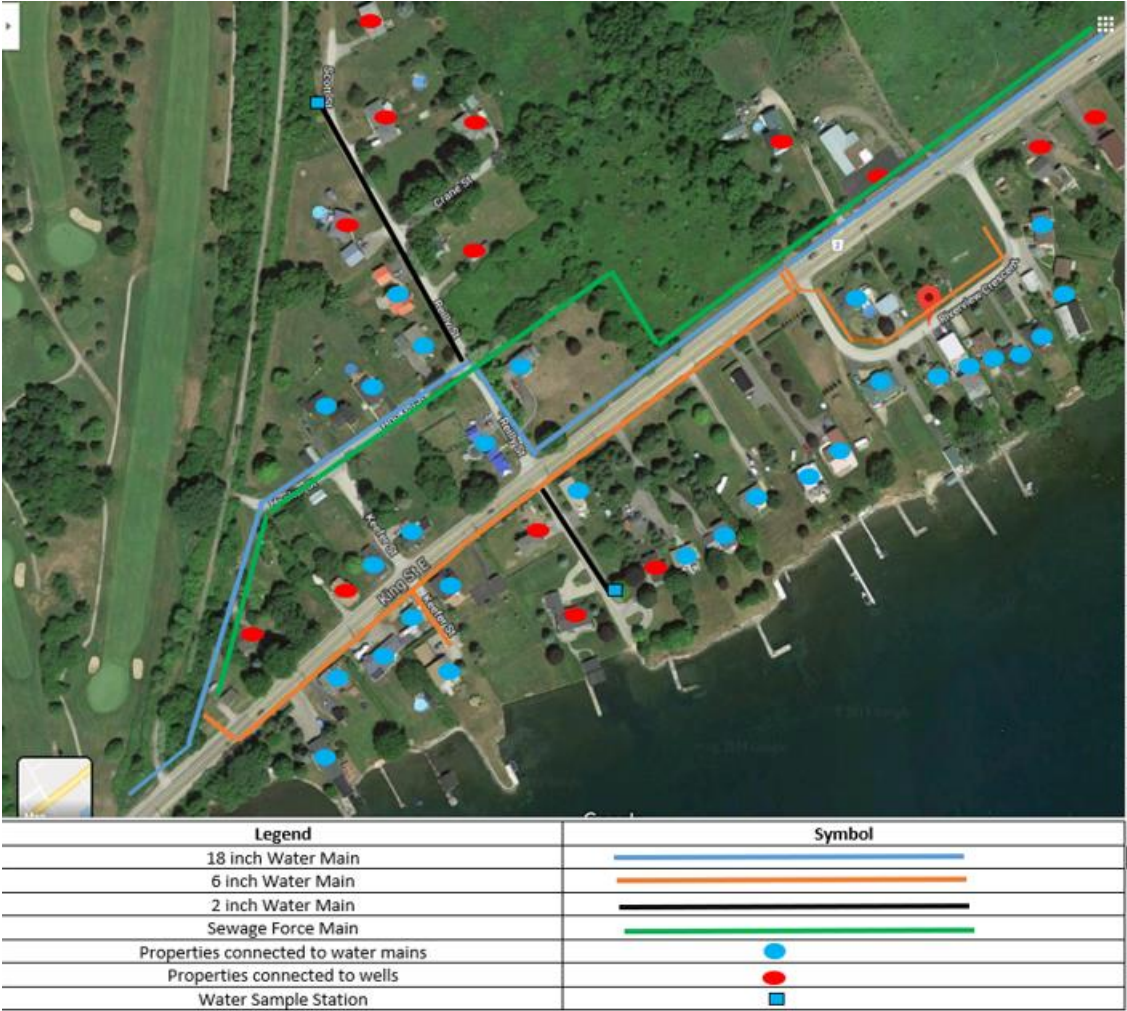 Scott St
Crane St
Reilly St
2
Riverview Crescent
Reilly St
Keefer St
King St E
Keefer St
Legend Symbol
18 inch Water Main
6 inch Water Main
2 inch Water Main
Sewage Force Main
Properties connected to water mains
Properties connected to wells
Water Sample Station